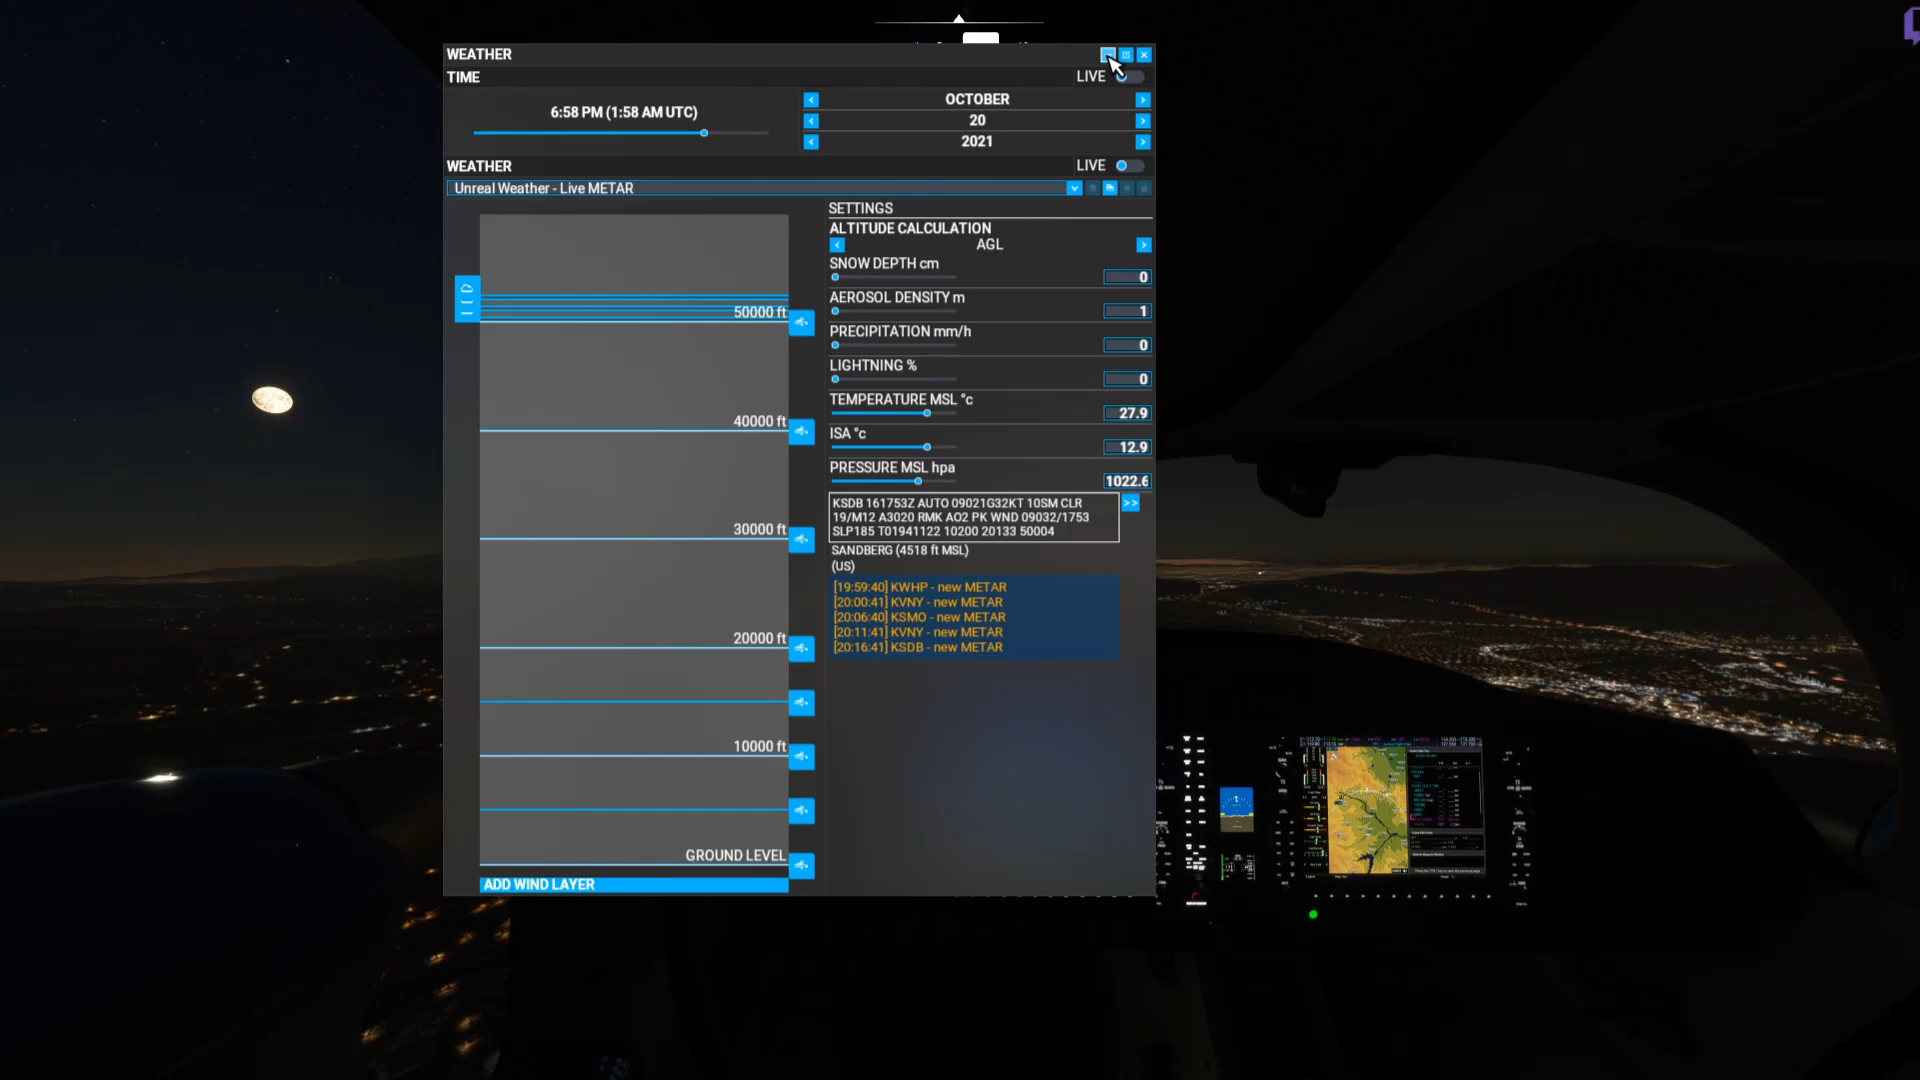 WEATHER
TIME
LIVE
6:58 PM (1:58 AM UTC)
OCTOBER
20
2021
WEATHER
LIVE
Unreal Weather - Live METAR
SETTINGS
ALTITUDE CALCULATION
AGL
SNOW DEPTH cm
0
AEROSOL DENSITY m
1
PRECIPITATION mm/h
0
LIGHTNING %
0
TEMPERATURE MSL °c
27.9
ISA °c
12.9
PRESSURE MSL hpa
1022.6
KSDB 161753Z AUTO 09021G32KT 10SM CLR
19/M12 A3020 RMK AO2 PK WND 09032/1753
SLP185 T01941122 10200 20133 50004
>>
SANDBERG (4518 ft MSL)
(US)
[19:59:40] KWHP - new METAR
[20:00:41] KVNY - new METAR
[20:06:40] KSMO - new METAR
[20:11:41] KVNY - new METAR
[20:16:41] KSDB - new METAR
50000 ft
40000 ft
30000 ft
20000 ft
10000 ft
GROUND LEVEL
ADD WIND LAYER